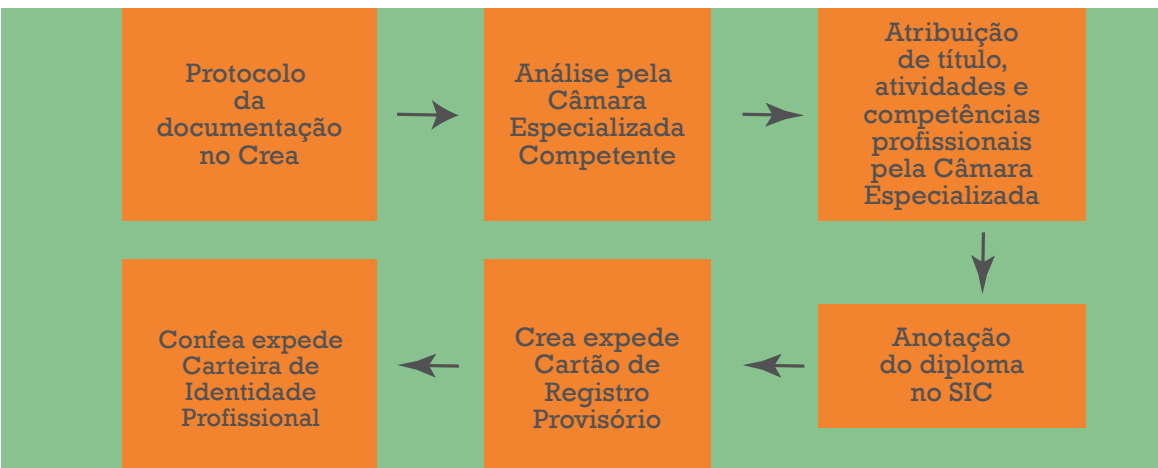 Protocolo
da
documentação
no Crea
Análise pela
Câmara
Especializada
Competente
Atribuição
de título,
atividades e
competências
profissionais
pela Câmara
Especializada
Anotação
do diploma
no SIC
Crea expede
Cartão de
Registro
Provisório
Confea expede
Carteira de
Identidade
Profissional